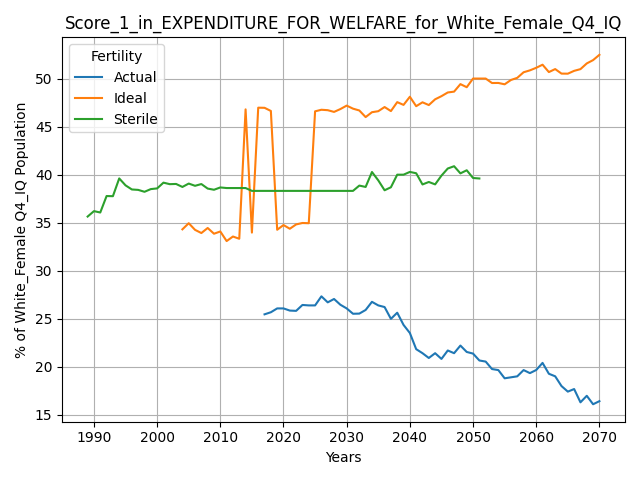 Score_1_in_EXPENDITURE_FOR_WELFARE_for_White_Female_Q4_IQ
Fertility
Actual
Ideal
Sterile
% of White_Female Q4_IQ Population
50
45
40
35
30
25
20
15
1990 2000 2010 2020 2030 2040 2050 2060 2070
Years